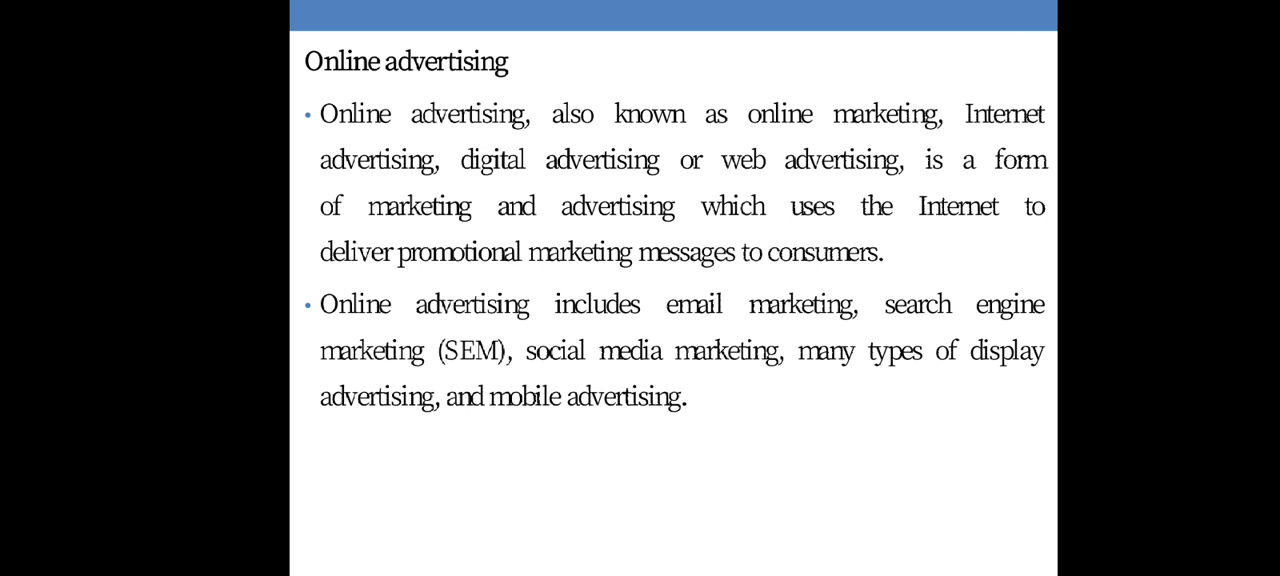 Online advertising
• Online advertising, also known as online marketing, Internet
advertising, digital advertising or web advertising, is a form
of marketing and advertising which uses the Internet to
deliver promotional marketing messages to consumers.
• Online advertising includes email marketing, search engine
marketing (SEM), social media marketing, many types of display
advertising, and mobile advertising.